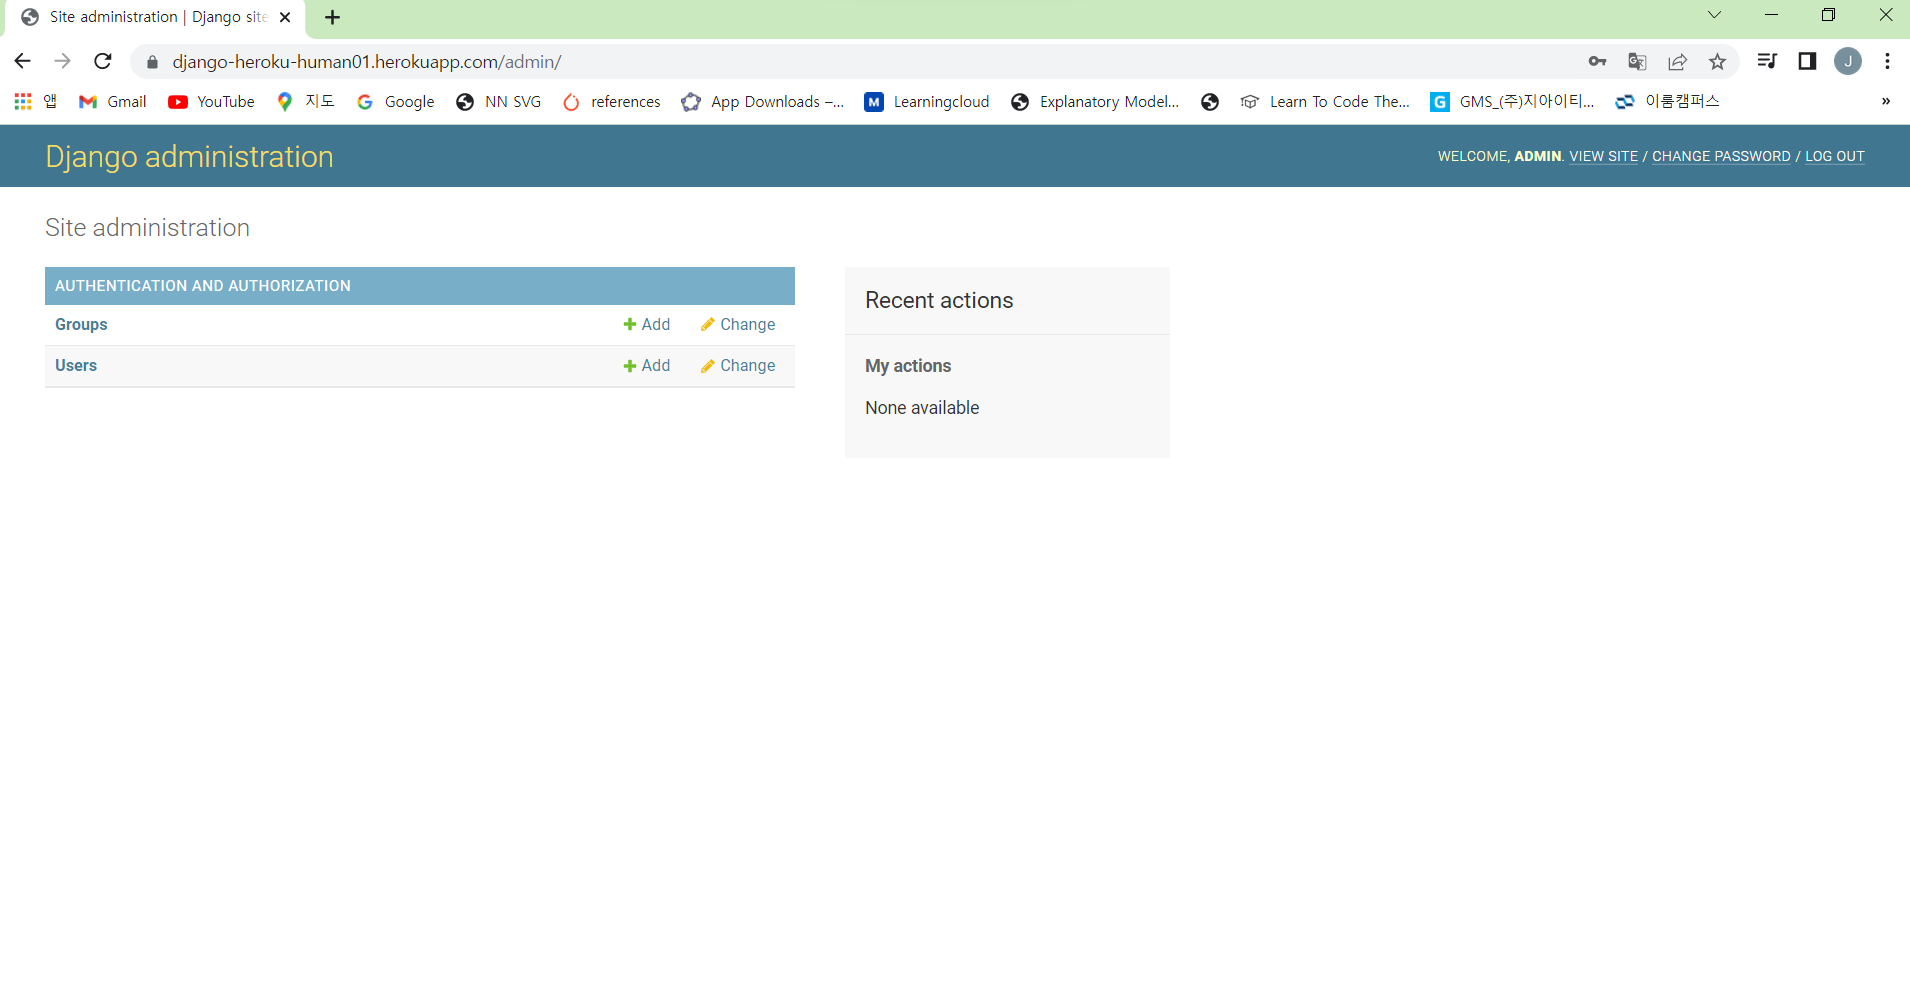 Site administration | Django site
django-heroku-human01.herokuapp.com/admin/
J
앱 Gmail YouTube 지도 Google NN SVG references App Downloads –... Learningcloud Explanatory Model... Learn To Code The... GMS_(주)지아이티... 이룸캠퍼스 »
Django administration
WELCOME, ADMIN. VIEW SITE / CHANGE PASSWORD / LOG OUT
Site administration
AUTHENTICATION AND AUTHORIZATION
Groups Add Change
Users Add Change
Recent actions
My actions
None available